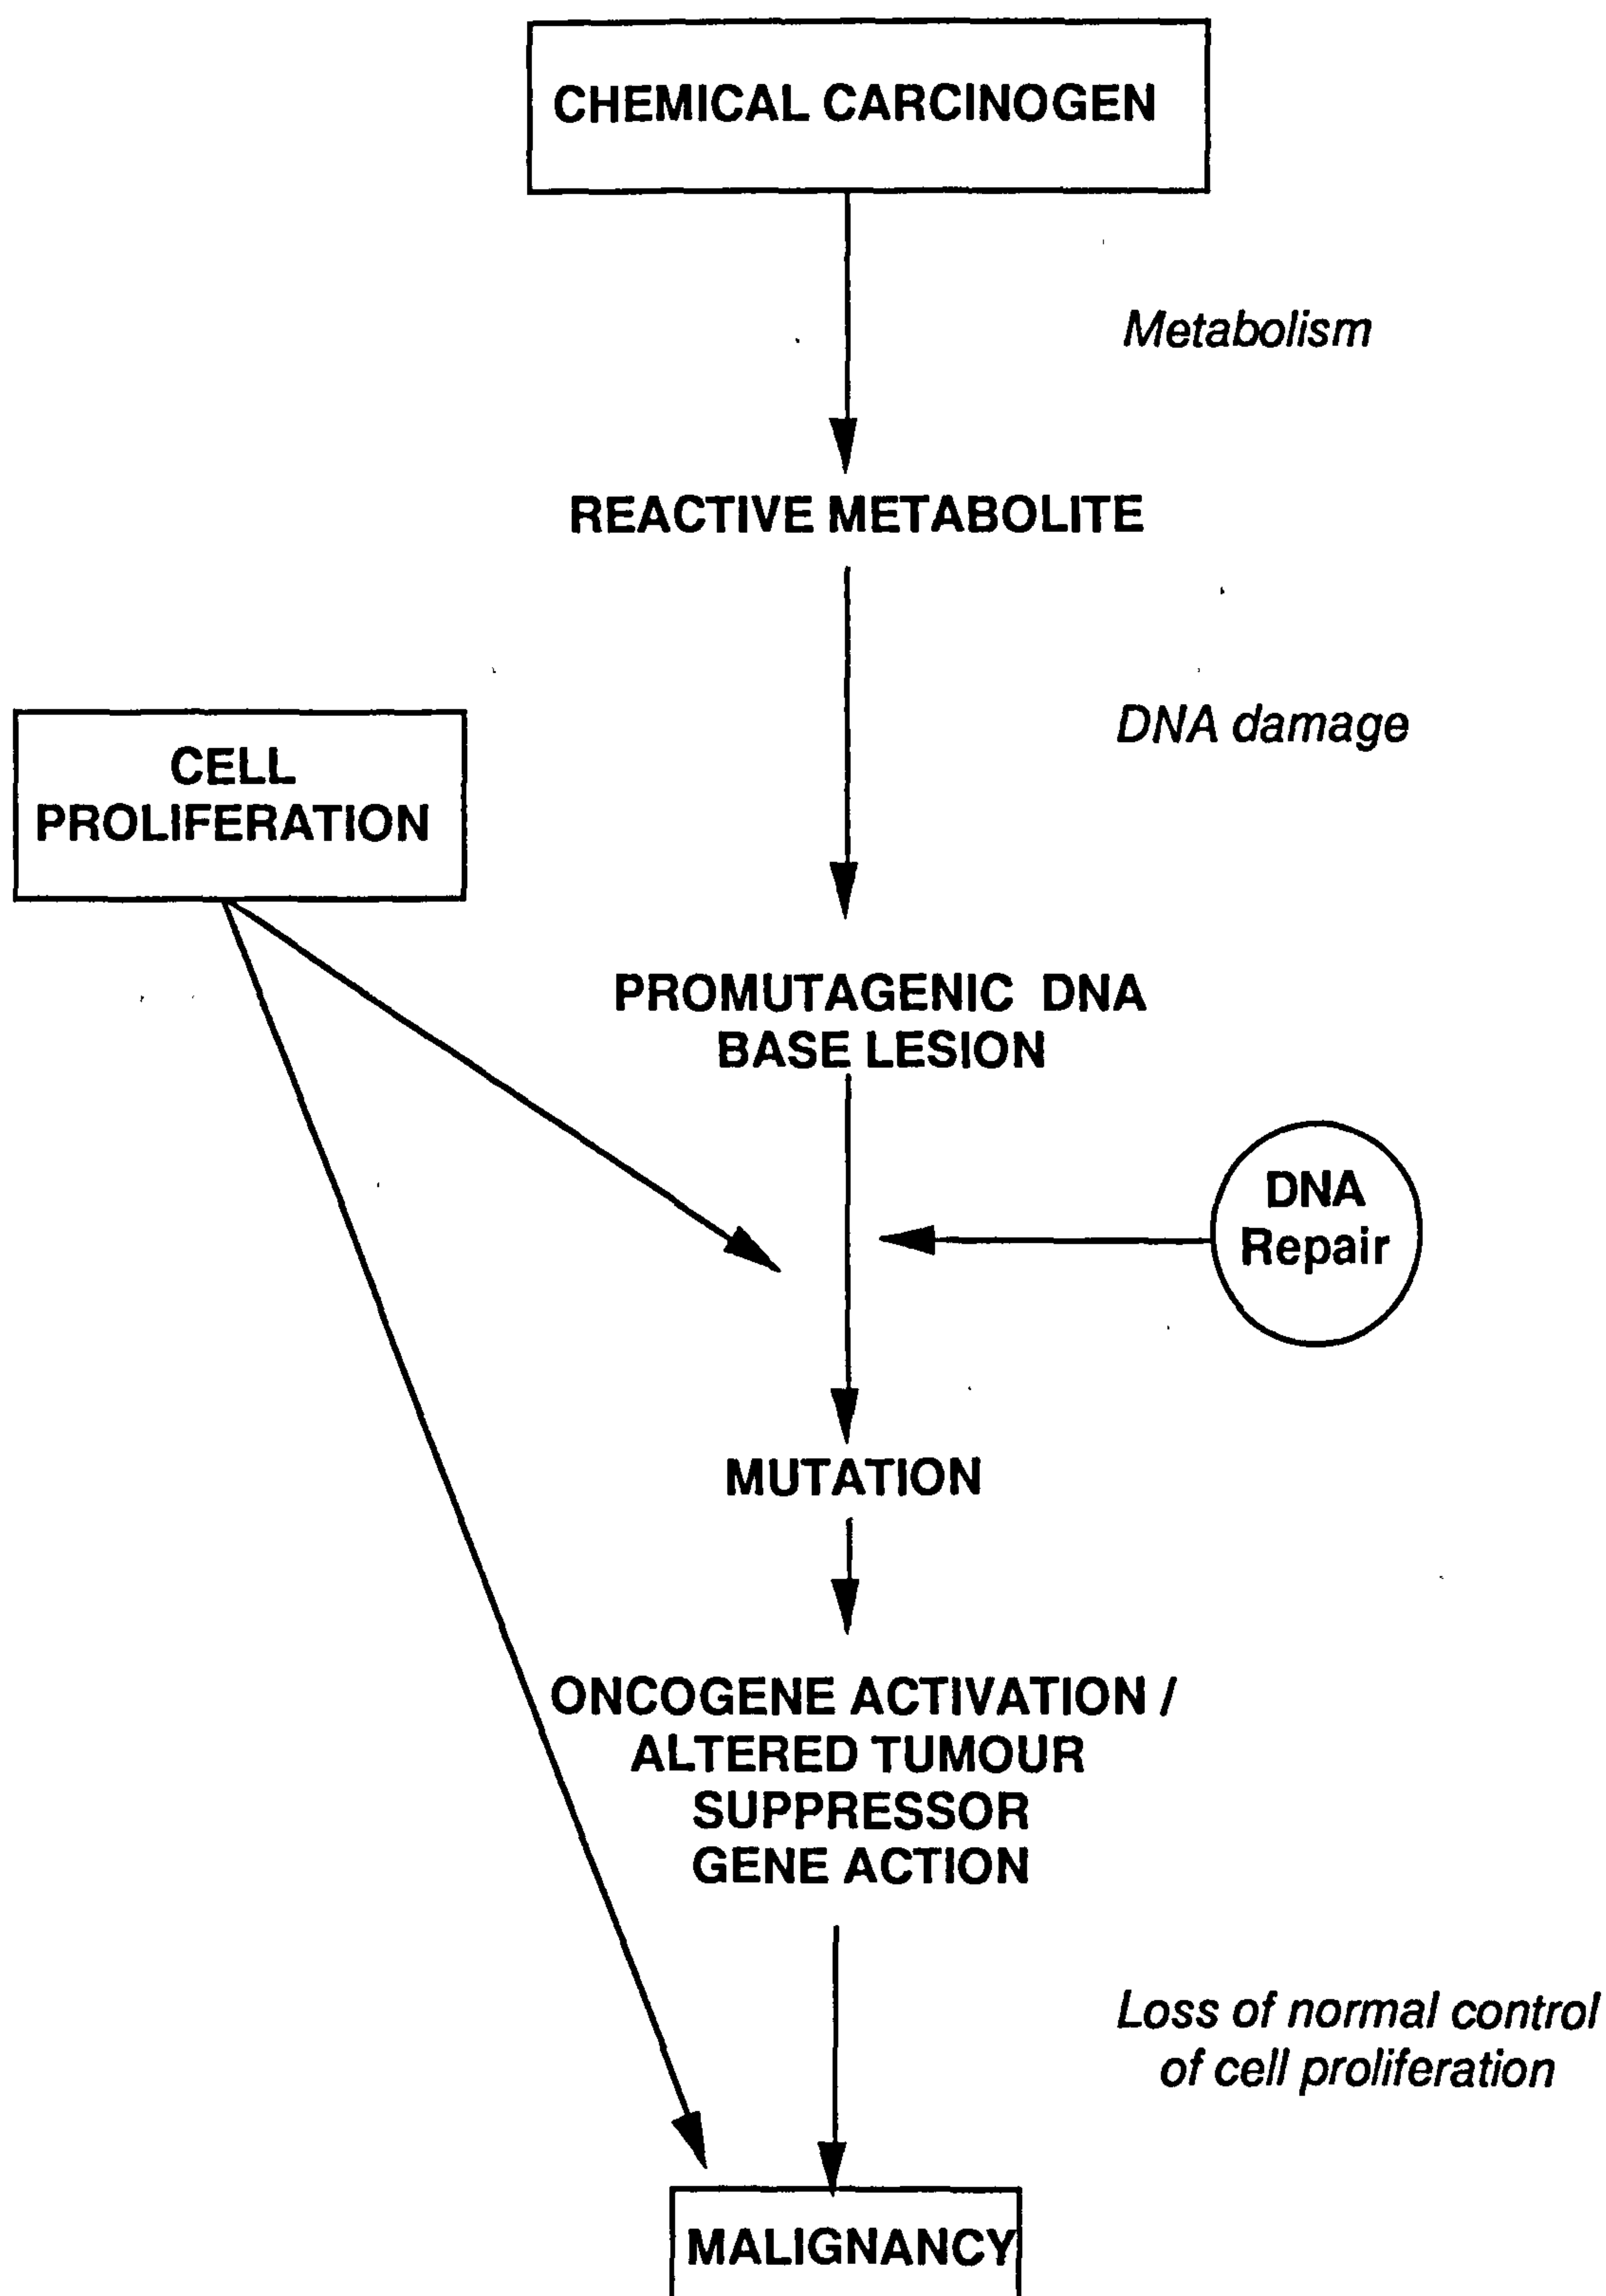 CHEMICAL CARCINOGEN
Metabolism
REACTIVE METABOLITE
DNA damage
CELL
PROLIFERATION
PROMUTAGENIC DNA
BASE LESION
DNA
Repair
MUTATION
ONCOGENE ACTIVATION /
ALTERED TUMOUR
SUPPRESSOR
GENE ACTION
Loss of normal control
of cell proliferation
MALIGNANCY